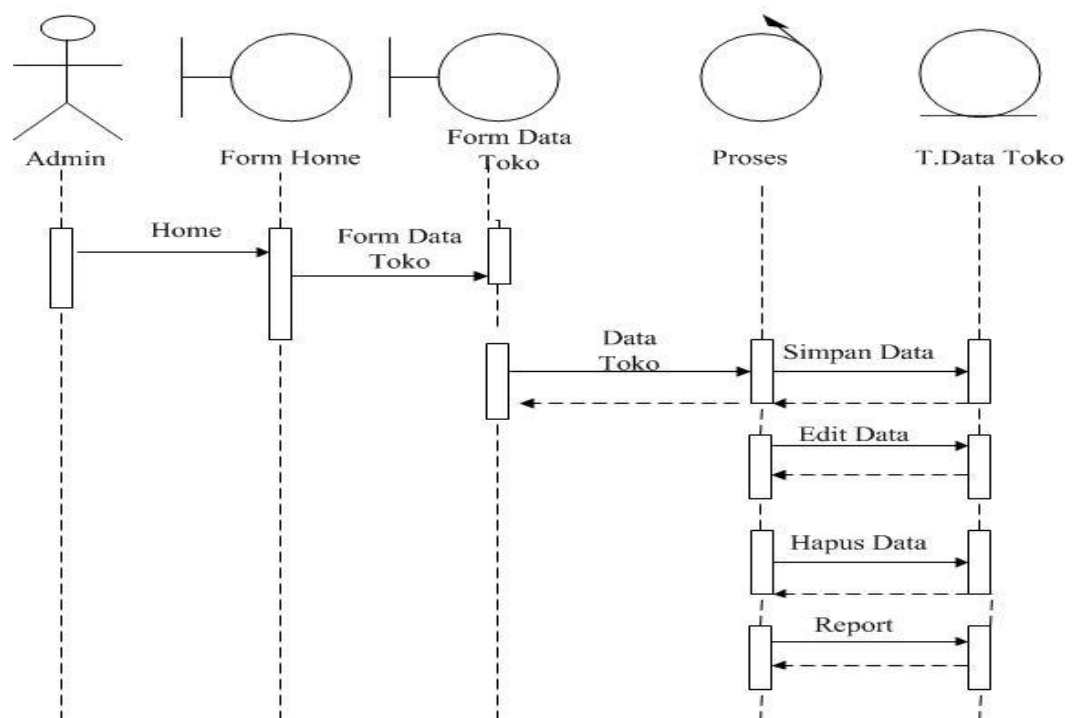 Admin
Form Home
Form Data
Toko
Proses
T.Data Toko
Home
Form Data
Toko
Data
Toko
Simpan Data
Edit Data
Hapus Data
Report